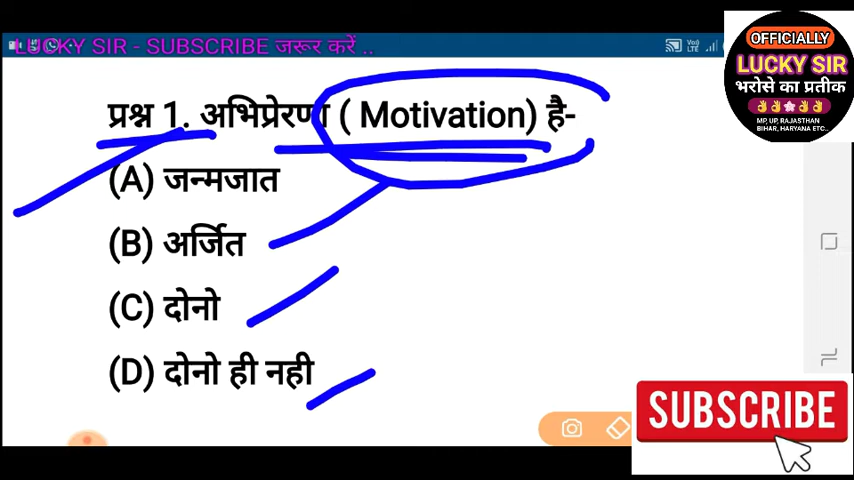 LUCKY SIR - SUBSCRIBE जरूर करें ..
OFFICIALLY
LUCKY SIR
भरोसे का प्रतीक
MP, UP, RAJASTHAN
BIHAR, HARYANA ETC..
प्रश्न 1. अभिप्रेरणा ( Motivation) है-
(A) जन्मजात
(B) अर्जित
(C) दोनो
(D) दोनो ही नही
SUBSCRIBE